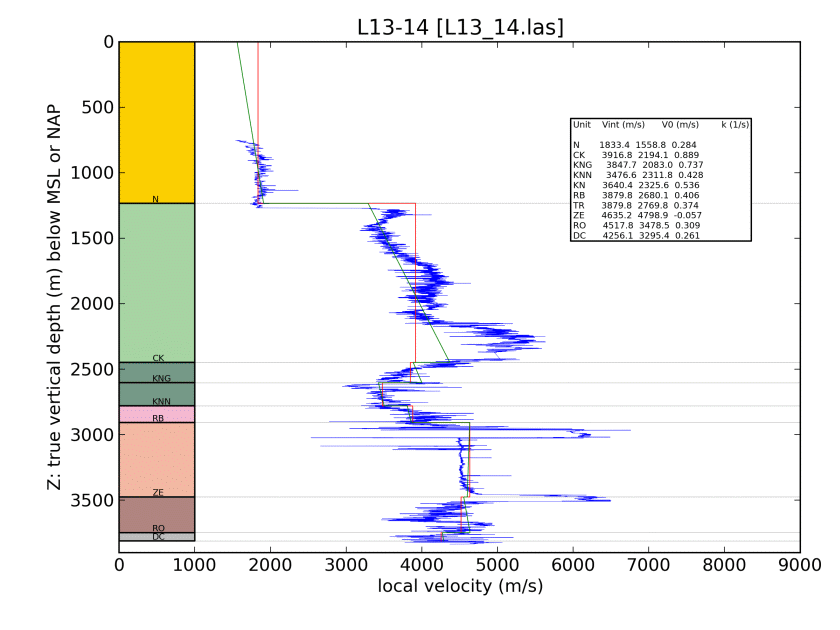 L13-14 [L13_14.las]
0
500
1000
1500
2000
2500
3000
3500
Z: true vertical depth (m) below MSL or NAP
N
CK
KNG
KNN
RB
ZE
RO
DC
Unit Vint (m/s) V0 (m/s) k (1/s)
N 1833.4 1558.8 0.284
CK 3916.8 2194.1 0.889
KNG 3847.7 2083.0 0.737
KNN 3476.6 2311.8 0.428
KN 3640.4 2325.6 0.536
RB 3879.8 2680.1 0.406
TR 3879.8 2769.8 0.374
ZE 4635.2 4798.9 -0.057
RO 4517.8 3478.5 0.309
DC 4256.1 3295.4 0.261
0 1000 2000 3000 4000 5000 6000 7000 8000 9000
local velocity (m/s)